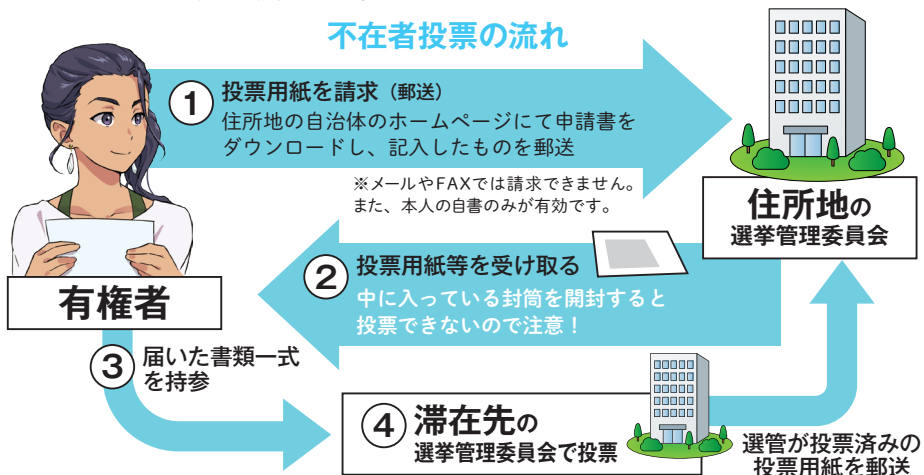 不在者投票の流れ
① 投票用紙を請求（郵送）
住所地の自治体のホームページにて申請書を
ダウンロードし、記入したものを郵送
※メールやFAXでは請求できません。
また、本人の自書のみが有効です。
住所地の
選挙管理委員会
② 投票用紙等を受け取る
中に入っている封筒を開封すると
投票できないので注意！
有権者
③ 届いた書類一式
を持参
④ 滞在先の
選挙管理委員会で投票
選管が投票済みの
投票用紙を郵送